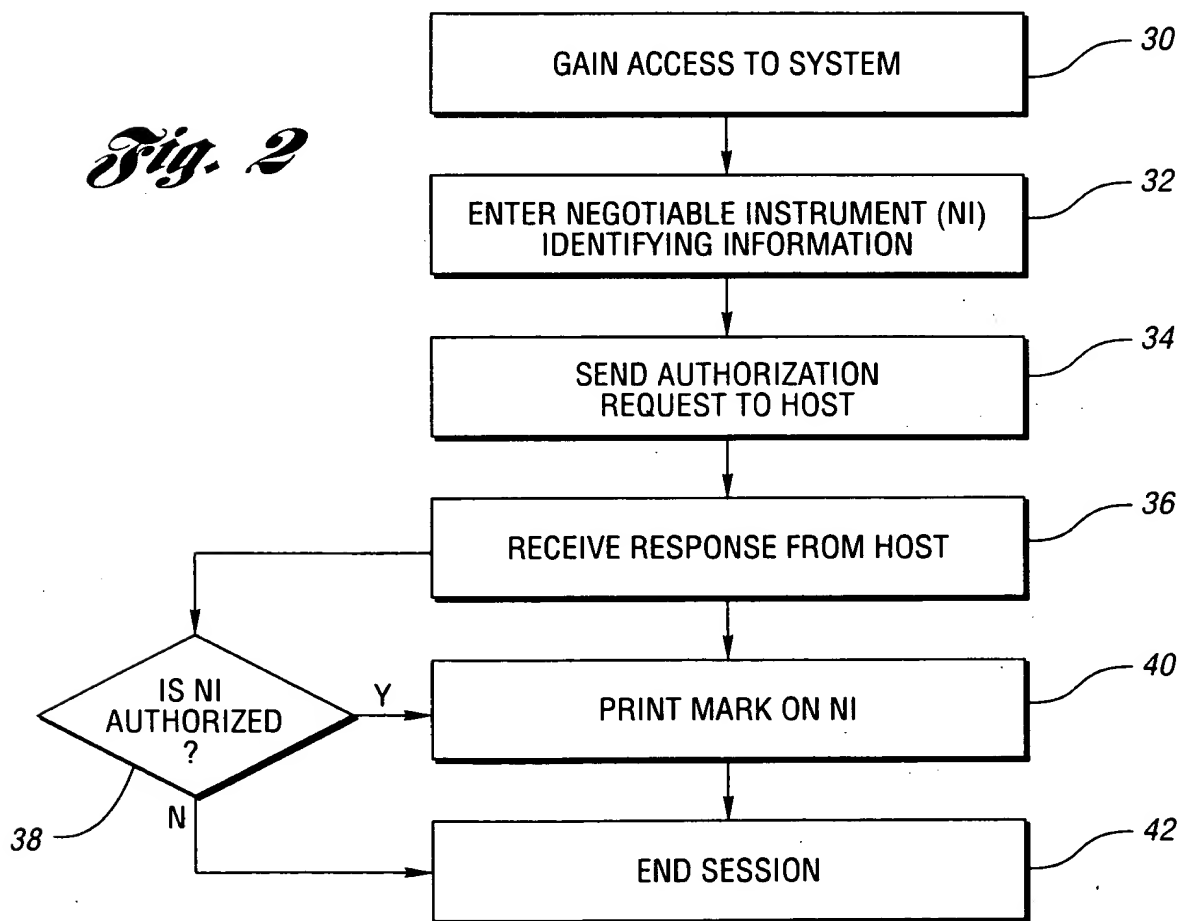 Fig. 2
GAIN ACCESS TO SYSTEM
30
ENTER NEGOTIABLE INSTRUMENT (NI)
IDENTIFYING INFORMATION
32
SEND AUTHORIZATION
REQUEST TO HOST
34
RECEIVE RESPONSE FROM HOST
36
IS NI
AUTHORIZED
?
Y
N
38
PRINT MARK ON NI
40
END SESSION
42